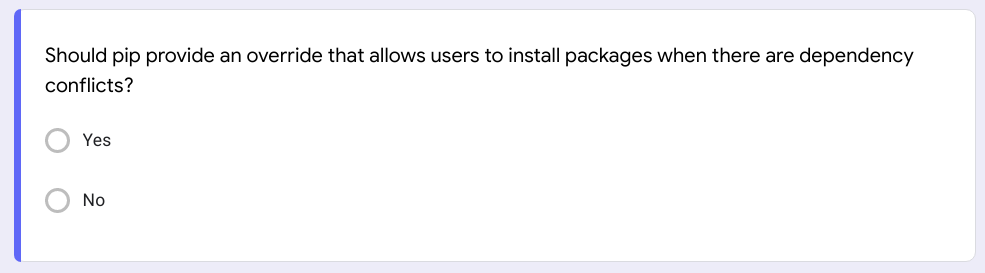 Should pip provide an override that allows users to install packages when there are dependency
conflicts?
Yes
No